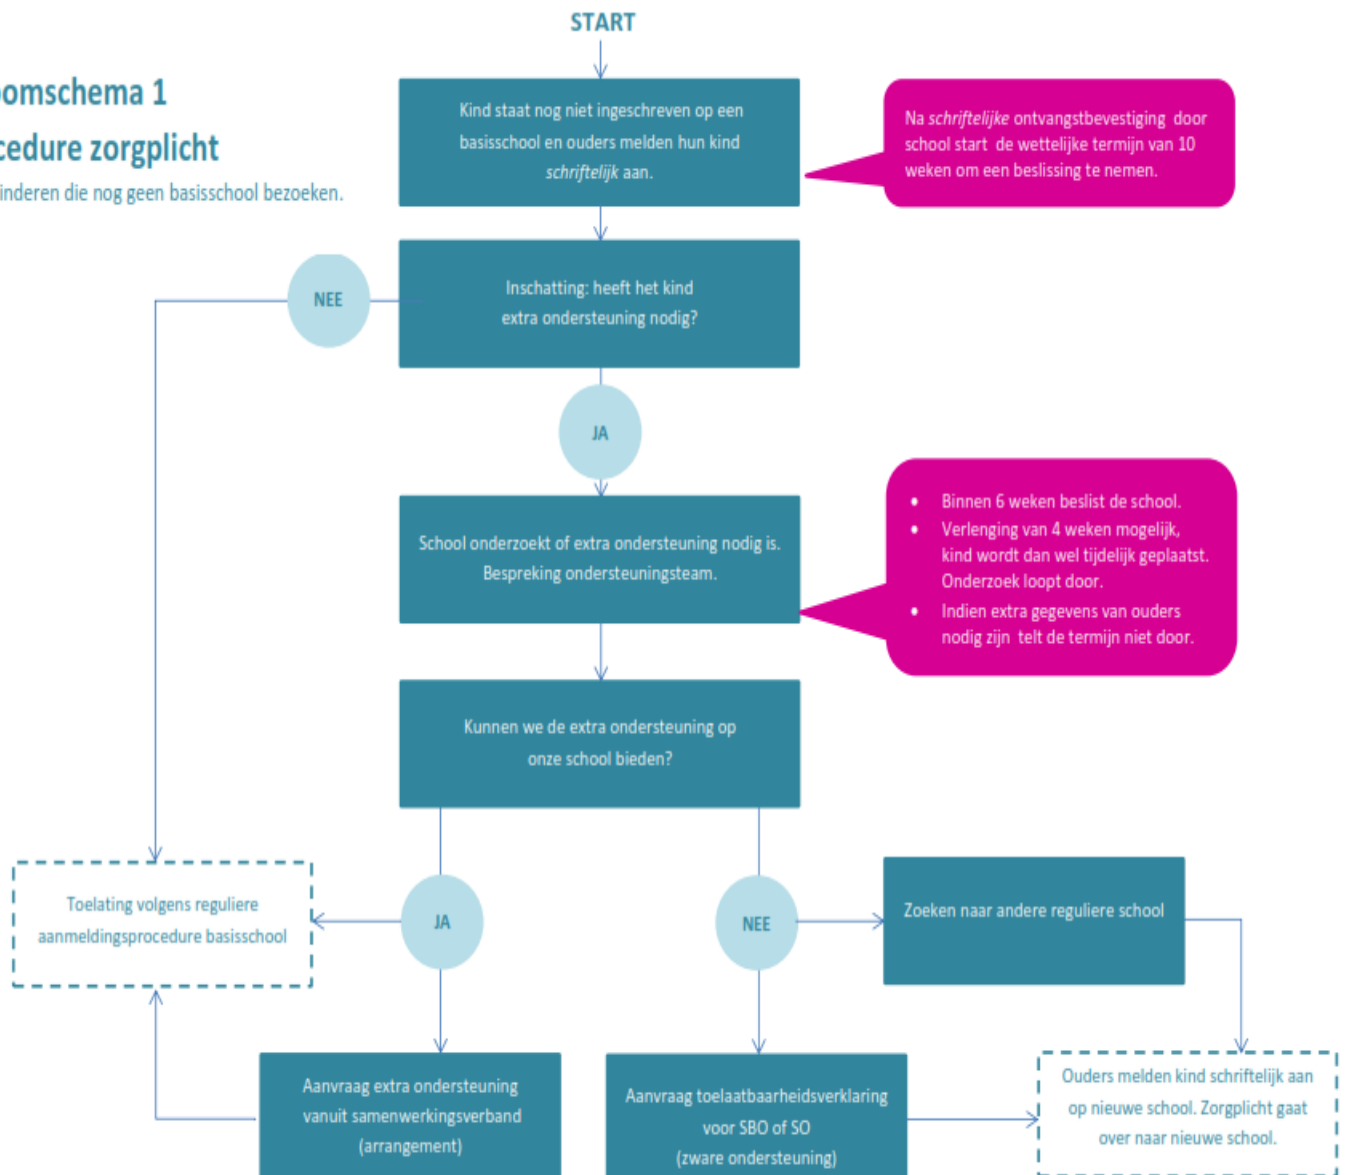 START
oomschema 1
cedure zorgplicht
inderen die nog geen basisschool bezoeken.
Kind staat nog niet ingeschreven op een
basisschool en ouders melden hun kind
schriftelijk aan.
Na schriftelijke ontvangstbevestiging door
school start de wettelijke termijn van 10
weken om een beslissing te nemen.
NEE
Inschatting: heeft het kind
extra ondersteuning nodig?
JA
School onderzoekt of extra ondersteuning nodig is.
Bespreking ondersteuningsteam.
• Binnen 6 weken beslist de school.
• Verlenging van 4 weken mogelijk,
kind wordt dan wel tijdelijk geplaatst.
Onderzoek loopt door.
• Indien extra gegevens van ouders
nodig zijn telt de termijn niet door.
Kunnen we de extra ondersteuning op
onze school bieden?
Toelating volgens reguliere
aanmeldingsprocedure basisschool
JA
NEE
Zoeken naar andere reguliere school
Aanvraag extra ondersteuning
vanuit samenwerkingsverband
(arrangement)
Aanvraag toelaatbaarheidsverklaring
voor SBO of SO
(zware ondersteuning)
Ouders melden kind schriftelijk aan
op nieuwe school. Zorgplicht gaat
over naar nieuwe school.